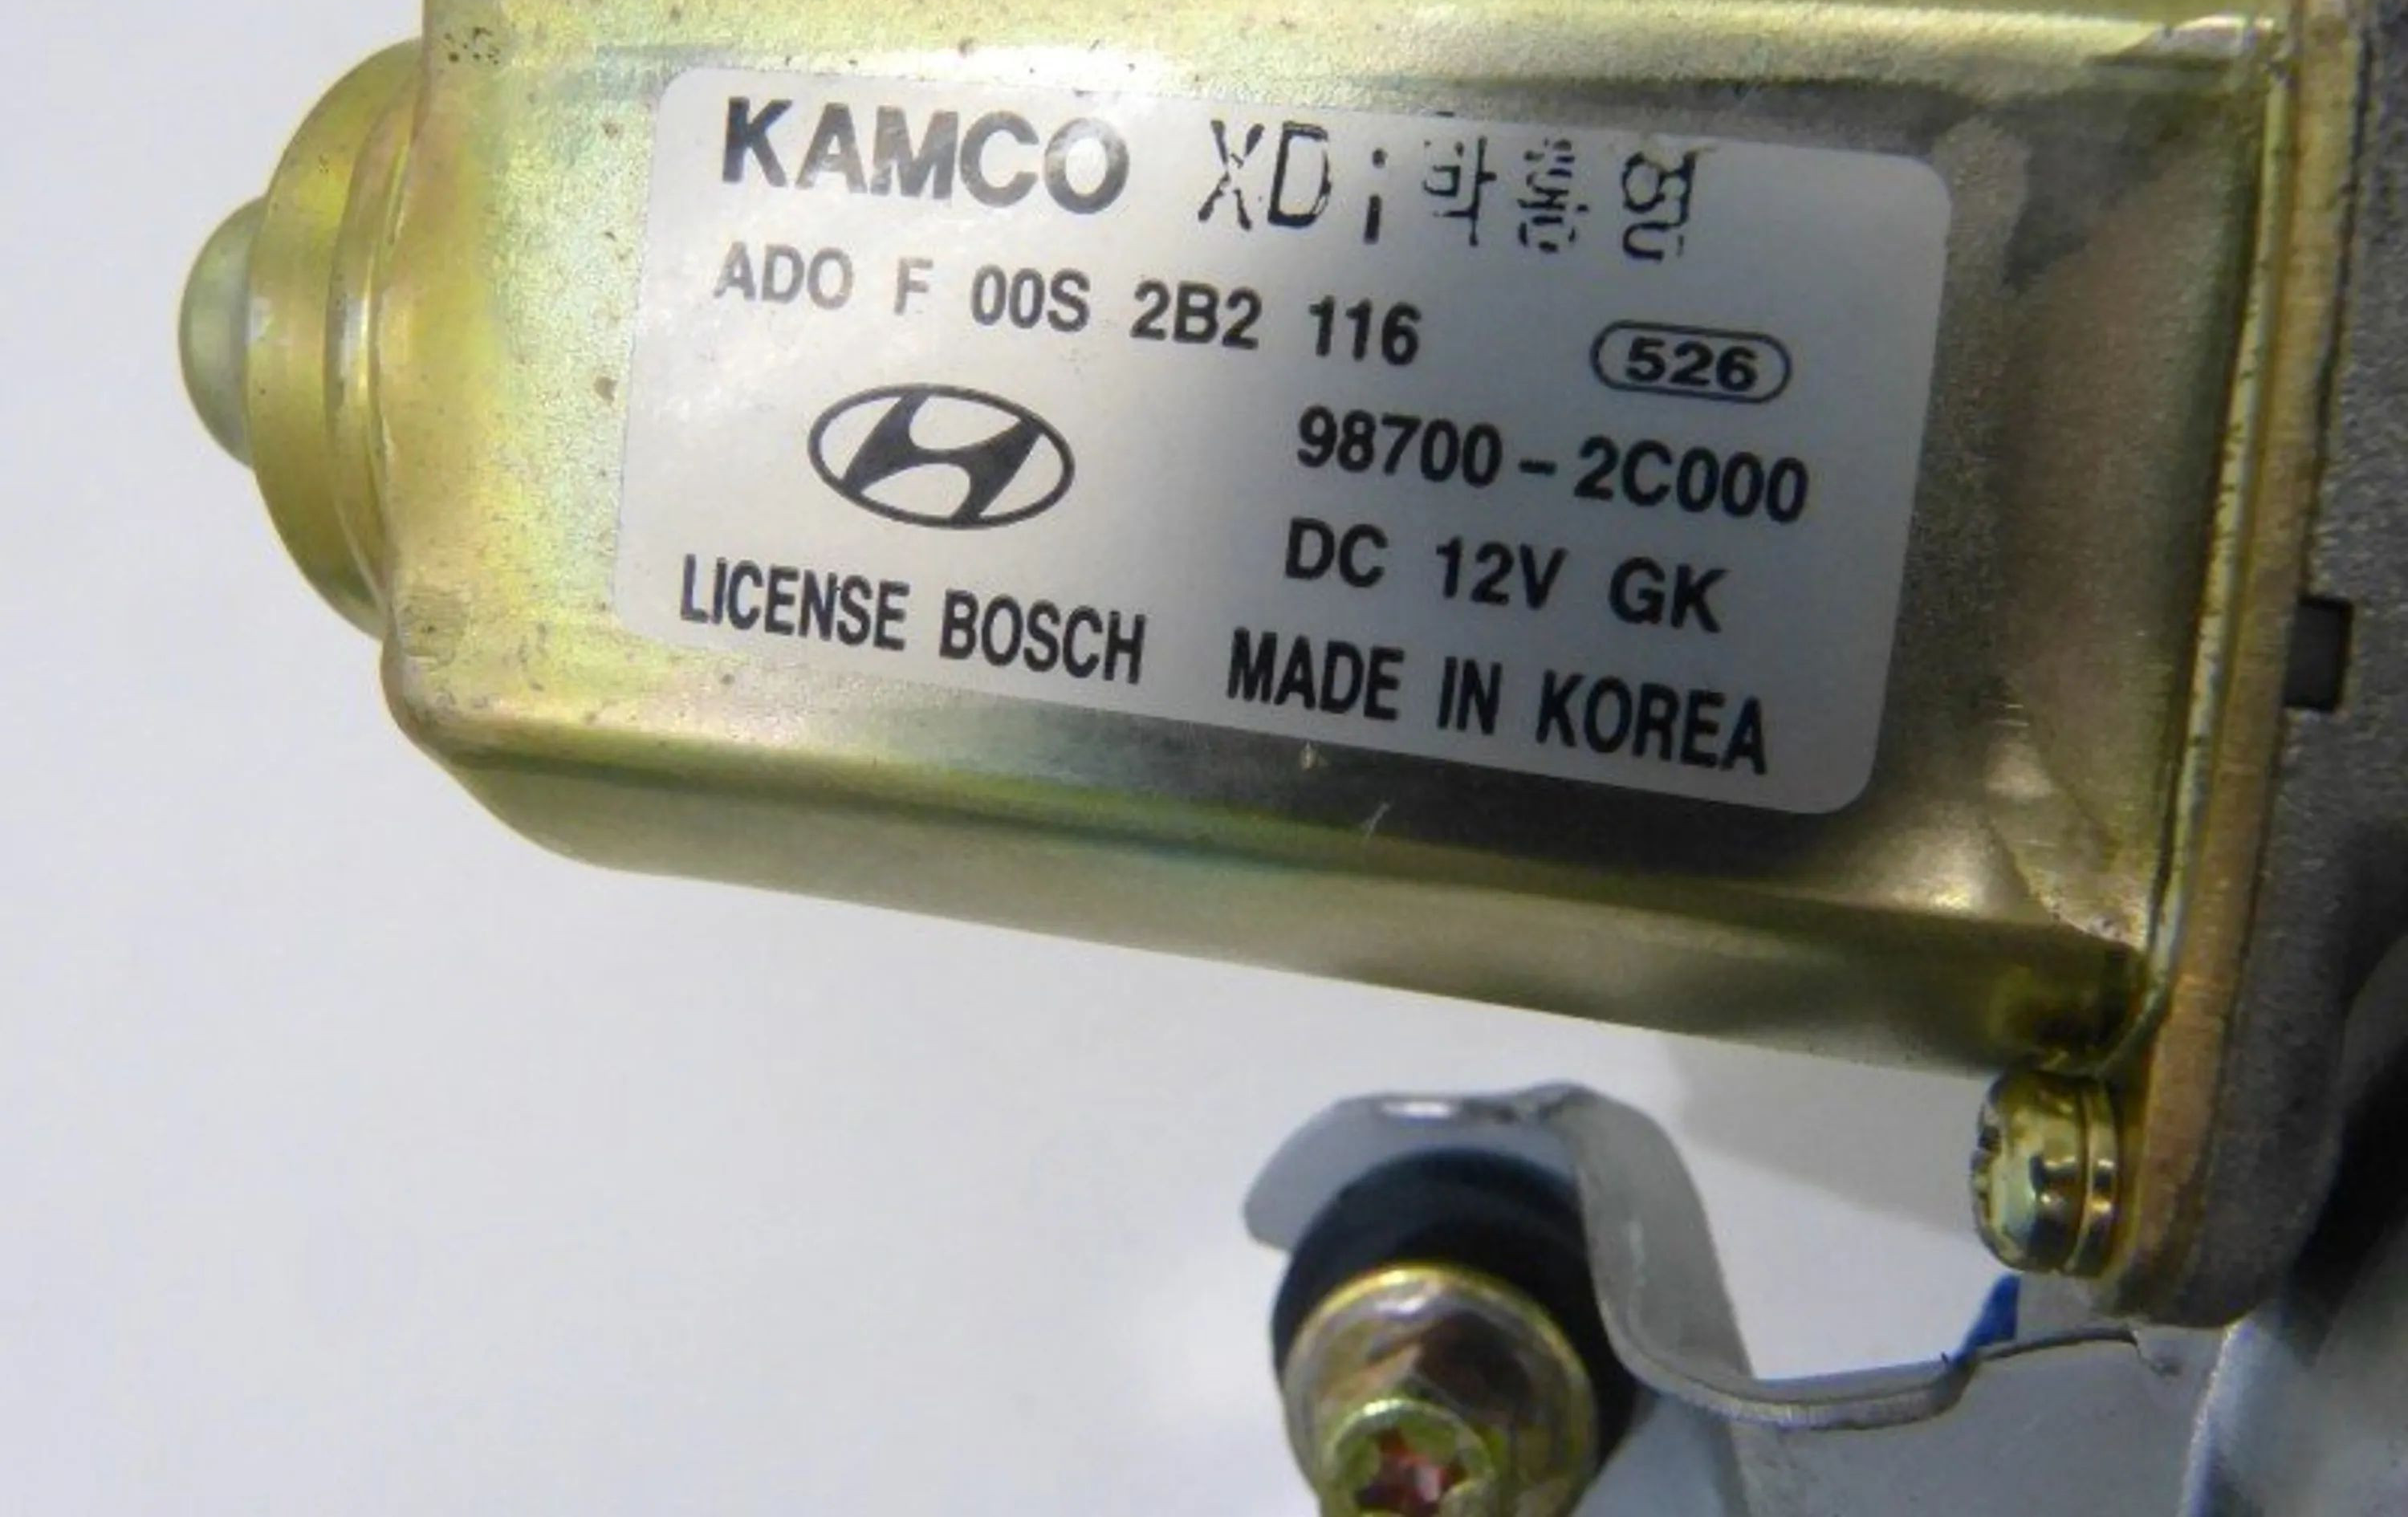 KAMCO XD;
ADO F 00S 2B2 116 526
98700-2C000
DC 12V GK
LICENSE BOSCH MADE IN KOREA